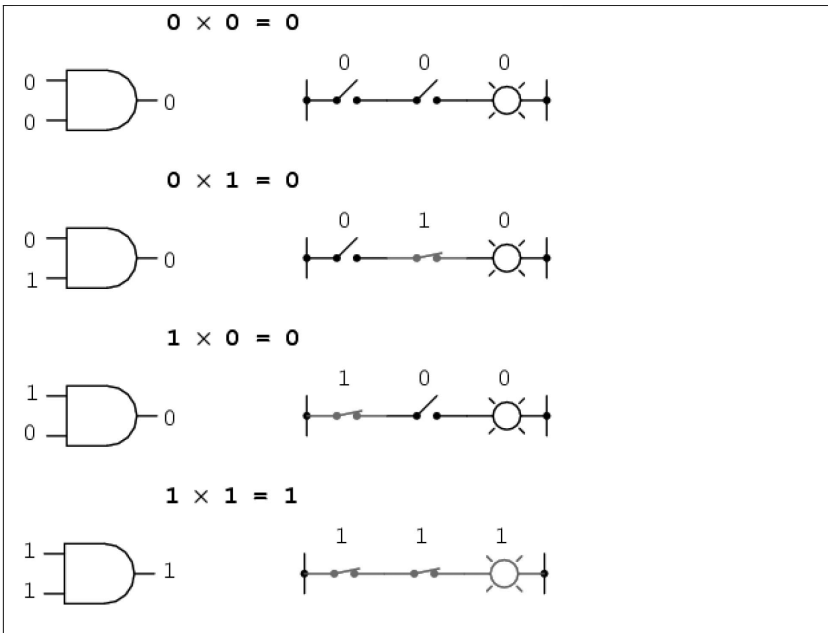 0 × 0 = 0
0 0 0
0 0
0
0 × 1 = 0
0 1 0
0 0
1
1 × 0 = 0
1 0 0
1 0
0
1 × 1 = 1
1 1 1
1 1
1